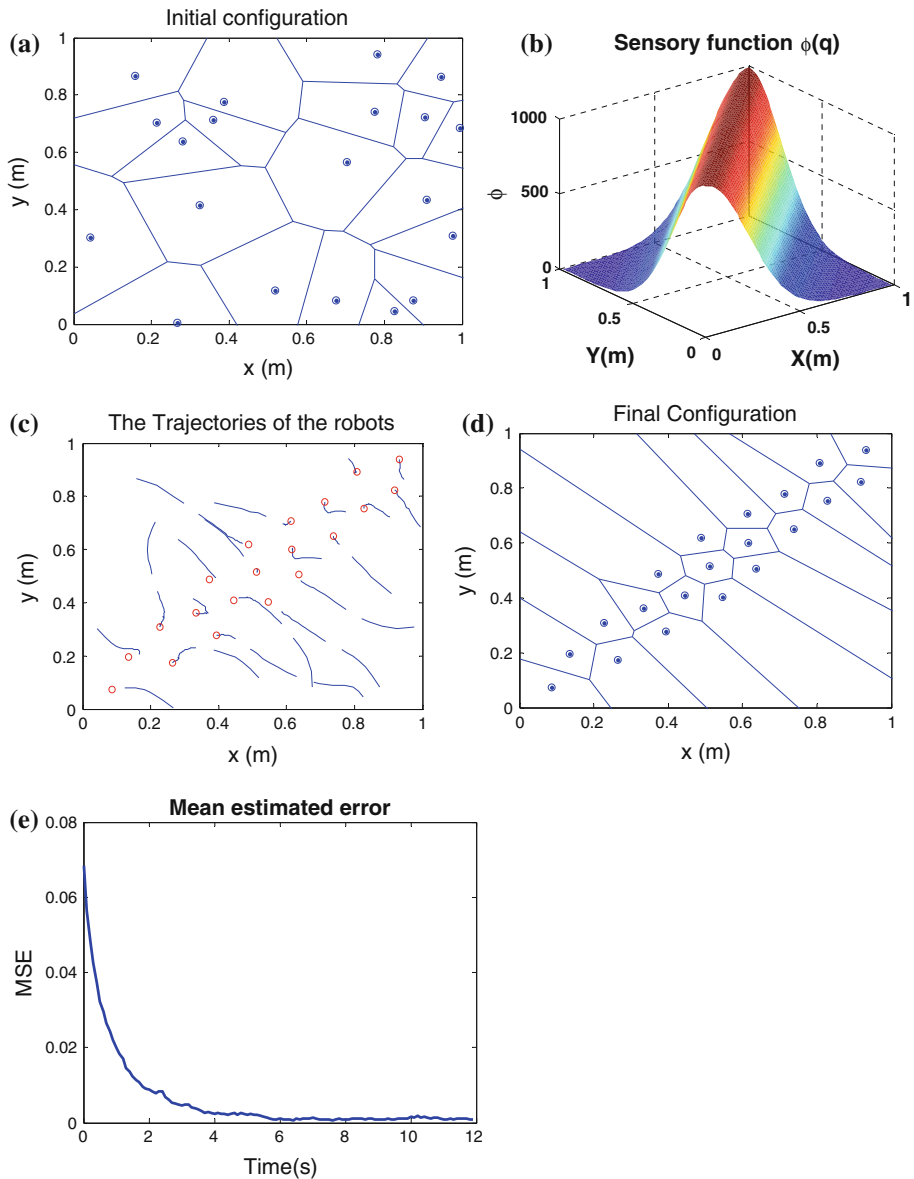 (a)
Initial configuration
1
0.8
0.6
0.4
0.2
0
y (m)
0 0.2 0.4 0.6 0.8 1
x (m)
(b)
Sensory function ϕ(q)
1000
500
0
ϕ
1
0.5
0
Y(m)
0
0.5
1
X(m)
(c)
The Trajectories of the robots
1
0.8
0.6
0.4
0.2
0
y (m)
0 0.2 0.4 0.6 0.8 1
x (m)
(d)
Final Configuration
1
0.8
0.6
0.4
0.2
0
y (m)
0 0.2 0.4 0.6 0.8 1
x (m)
(e)
Mean estimated error
0.08
0.06
0.04
0.02
0
MSE
0 2 4 6 8 10 12
Time(s)